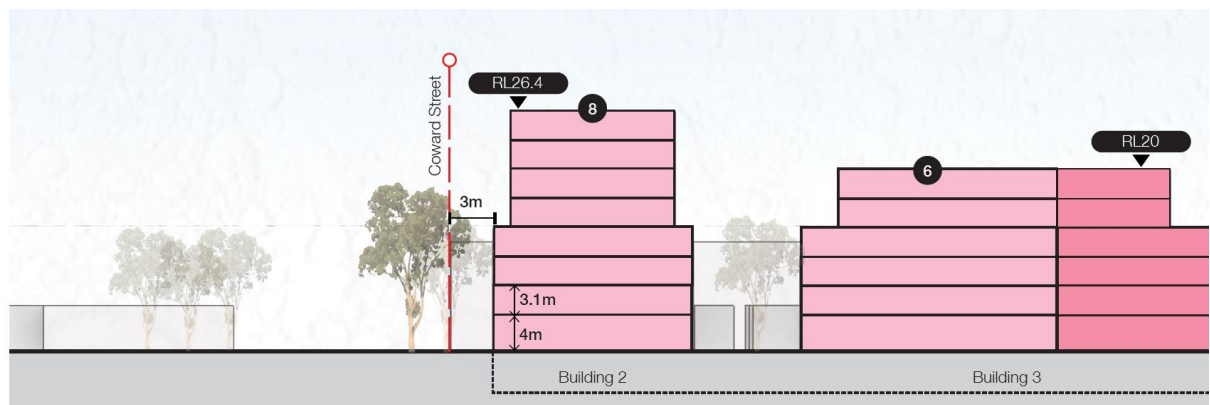 Coward Street
RL26.4
8
RL20
6
3m
3.1m
4m
Building 2
Building 3